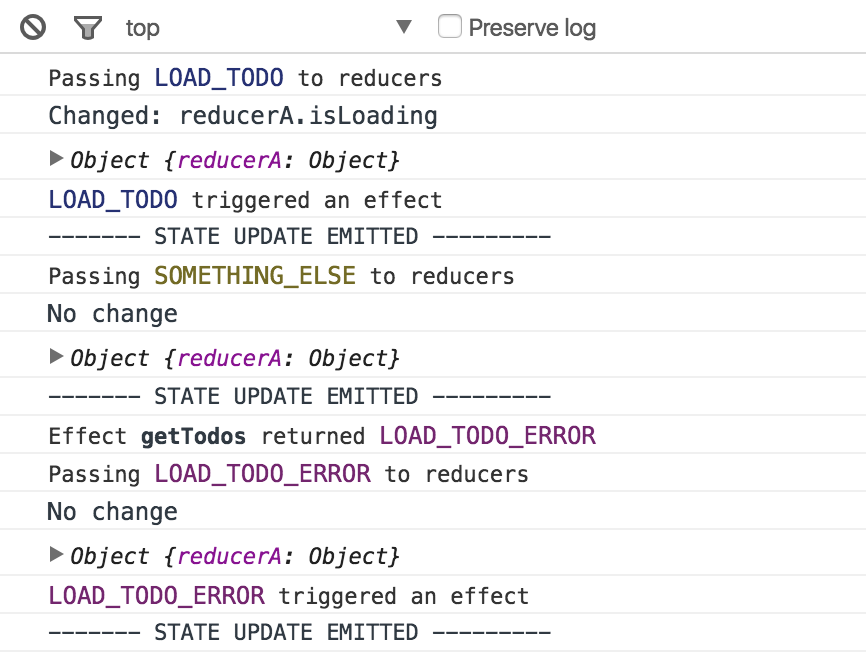 top Preserve log
Passing LOAD_TODO to reducers
Changed: reducerA.isLoading
Object {reducerA: Object}
LOAD_TODO triggered an effect
------- STATE UPDATE EMITTED ---------
Passing SOMETHING_ELSE to reducers
No change
Object {reducerA: Object}
------- STATE UPDATE EMITTED ---------
Effect getTodos returned LOAD_TODO_ERROR
Passing LOAD_TODO_ERROR to reducers
No change
Object {reducerA: Object}
LOAD_TODO_ERROR triggered an effect
------- STATE UPDATE EMITTED ---------